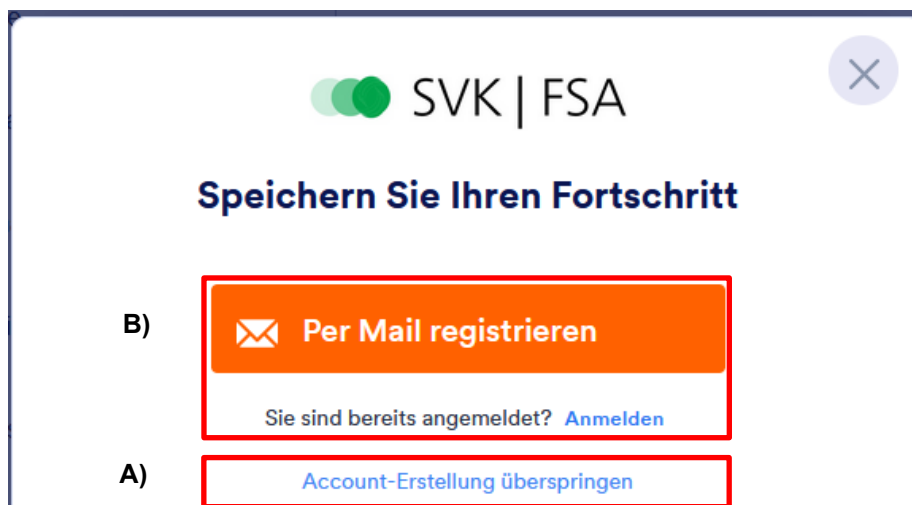 SVK | FSA
Speichern Sie Ihren Fortschritt
B)
Per Mail registrieren
Sie sind bereits angemeldet? Anmelden
A)
Account-Erstellung überspringen